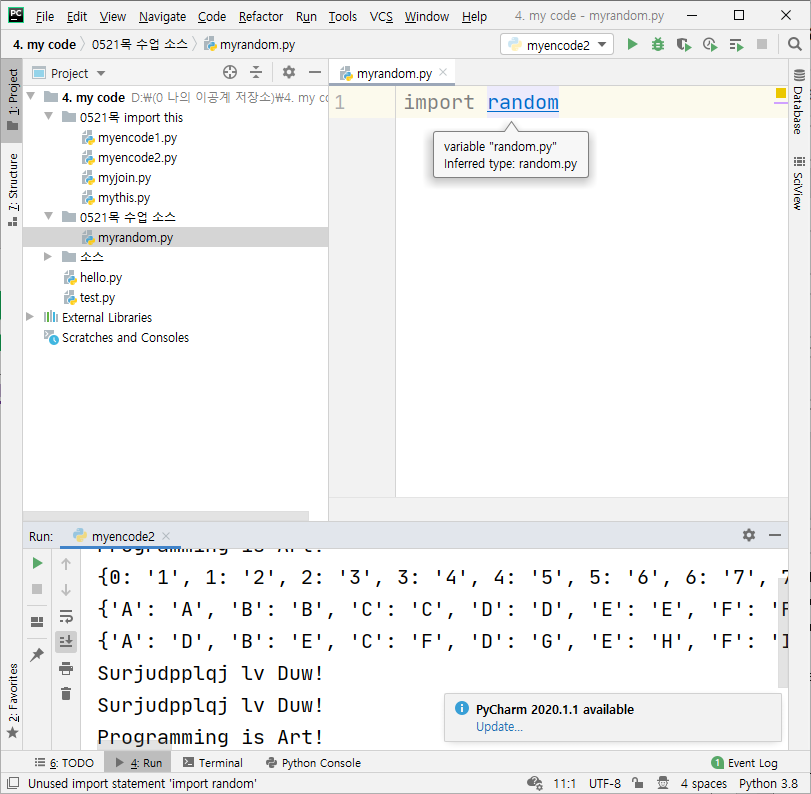 PC File Edit View Navigate Code Refactor Run Tools VCS Window Help 4. my code - myrandom.py
4. my code 0521목 수업 소스 myrandom.py myencode2
1: Project
Project
myrandom.py
4. my code D:\(0 나의 이공계 저장소)\4. my co
0521목 import this
myencode1.py
myencode2.py
myjoin.py
mythis.py
0521목 수업 소스
myrandom.py
소스
hello.py
test.py
External Libraries
Scratches and Consoles
7: Structure
1 import random
variable "random.py"
Inferred type: random.py
Database
SciView
Run: myencode2
Programming is Art!
{0: '1', 1: '2', 2: '3', 3: '4', 4: '5', 5: '6', 6: '7', 7
{'A': 'A', 'B': 'B', 'C': 'C', 'D': 'D', 'E': 'E', 'F': 'F
{'A': 'D', 'B': 'E', 'C': 'F', 'D': 'G', 'E': 'H', 'F': 'I
Surjudpplqj lv Duw!
Surjudpplqj lv Duw!
Programming is Art!
PyCharm 2020.1.1 available
Update...
2: Favorites
6: TODO 4: Run Terminal Python Console 1 Event Log
Unused import statement 'import random' 11:1 UTF-8 4 spaces Python 3.8